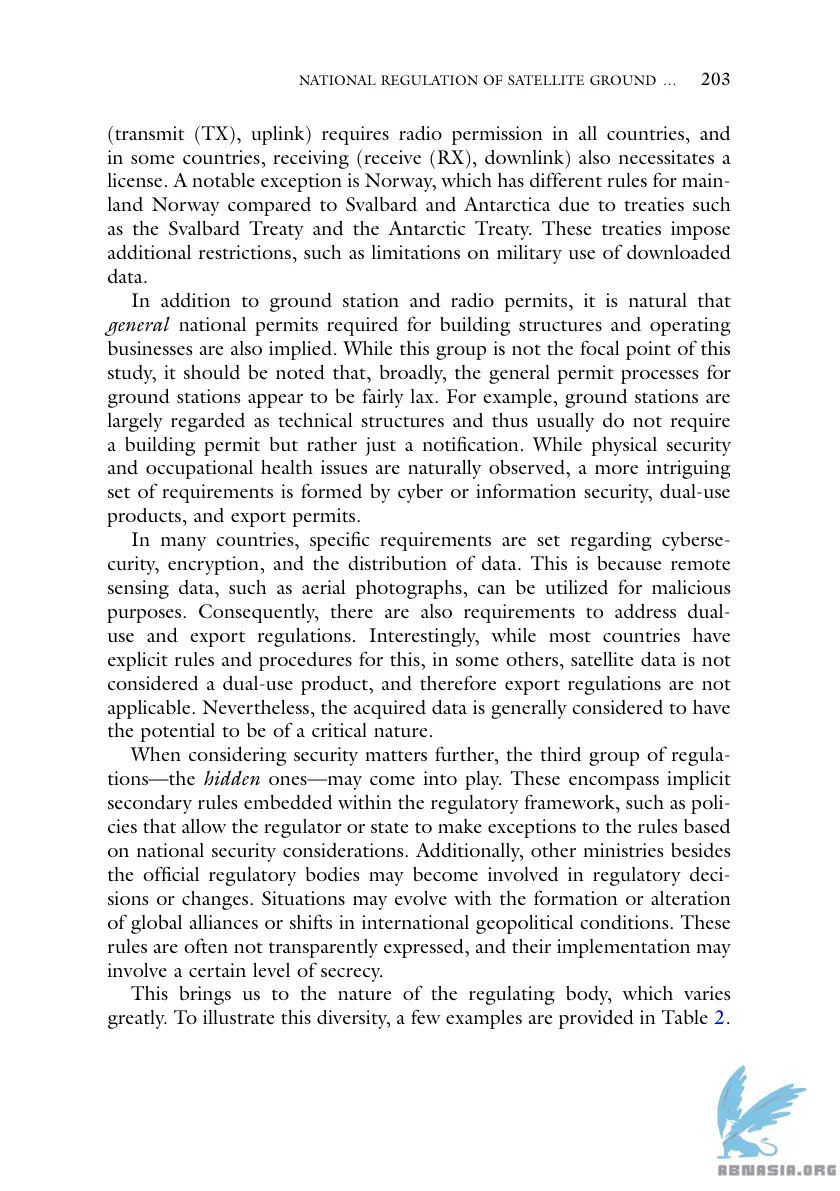 NATIONAL REGULATION OF SATELLITE GROUND … 203
(transmit (TX), uplink) requires radio permission in all countries, and
in some countries, receiving (receive (RX), downlink) also necessitates a
license. A notable exception is Norway, which has different rules for main-
land Norway compared to Svalbard and Antarctica due to treaties such
as the Svalbard Treaty and the Antarctic Treaty. These treaties impose
additional restrictions, such as limitations on military use of downloaded
data.
In addition to ground station and radio permits, it is natural that
general national permits required for building structures and operating
businesses are also implied. While this group is not the focal point of this
study, it should be noted that, broadly, the general permit processes for
ground stations appear to be fairly lax. For example, ground stations are
largely regarded as technical structures and thus usually do not require
a building permit but rather just a notification. While physical security
and occupational health issues are naturally observed, a more intriguing
set of requirements is formed by cyber or information security, dual-use
products, and export permits.
In many countries, specific requirements are set regarding cyberse-
curity, encryption, and the distribution of data. This is because remote
sensing data, such as aerial photographs, can be utilized for malicious
purposes. Consequently, there are also requirements to address dual-
use and export regulations. Interestingly, while most countries have
explicit rules and procedures for this, in some others, satellite data is not
considered a dual-use product, and therefore export regulations are not
applicable. Nevertheless, the acquired data is generally considered to have
the potential to be of a critical nature.
When considering security matters further, the third group of regula-
tions—the hidden ones—may come into play. These encompass implicit
secondary rules embedded within the regulatory framework, such as poli-
cies that allow the regulator or state to make exceptions to the rules based
on national security considerations. Additionally, other ministries besides
the official regulatory bodies may become involved in regulatory deci-
sions or changes. Situations may evolve with the formation or alteration
of global alliances or shifts in international geopolitical conditions. These
rules are often not transparently expressed, and their implementation may
involve a certain level of secrecy.
This brings us to the nature of the regulating body, which varies
greatly. To illustrate this diversity, a few examples are provided in Table 2.
ABNASIA.ORG